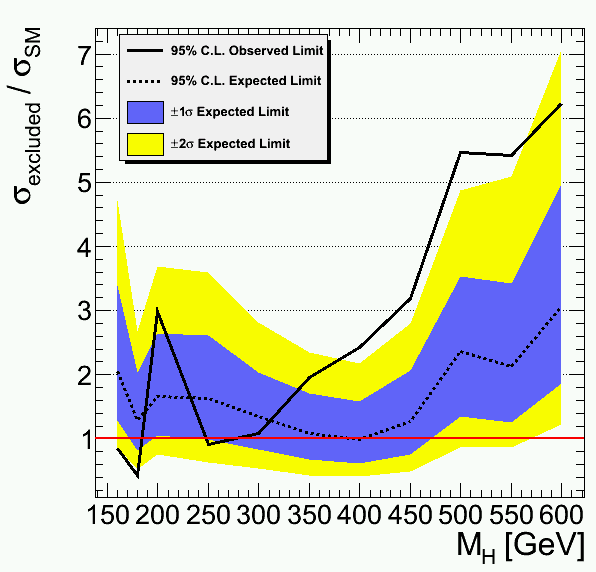 σexcluded / σSM
95% C.L. Observed Limit
95% C.L. Expected Limit
±1σ Expected Limit
±2σ Expected Limit
7
6
5
4
3
2
1
150 200 250 300 350 400 450 500 550 600
MH [GeV]